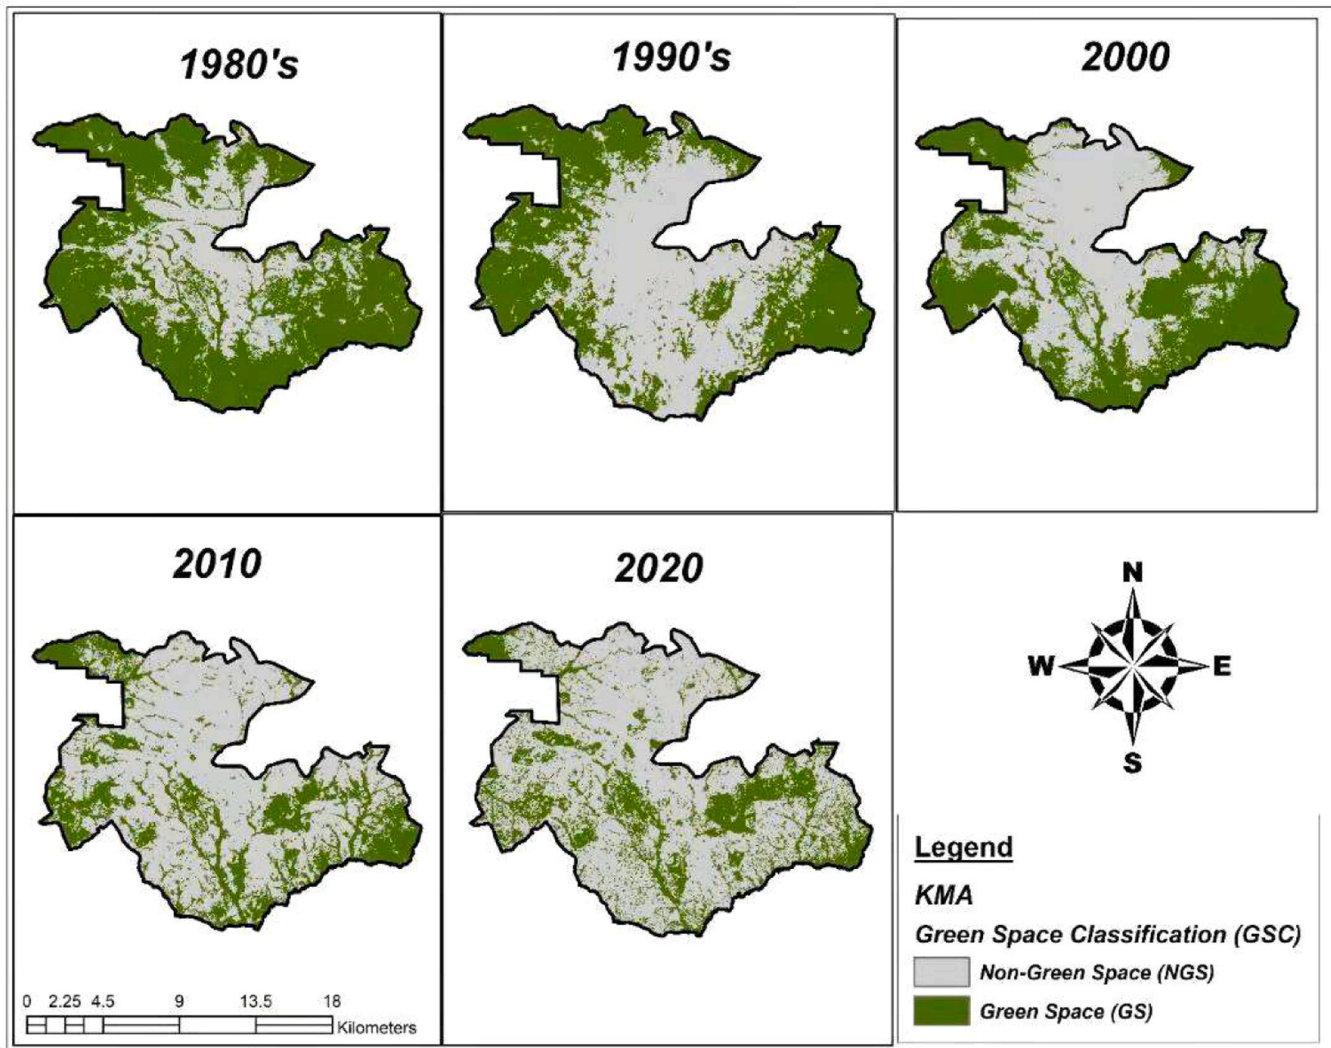 1980's
1990's
2000
2010
2020
N
W
E
S
0 2.25 4.5 9 13.5 18
Kilometers
Legend
KMA
Green Space Classification (GSC)
Non-Green Space (NGS)
Green Space (GS)